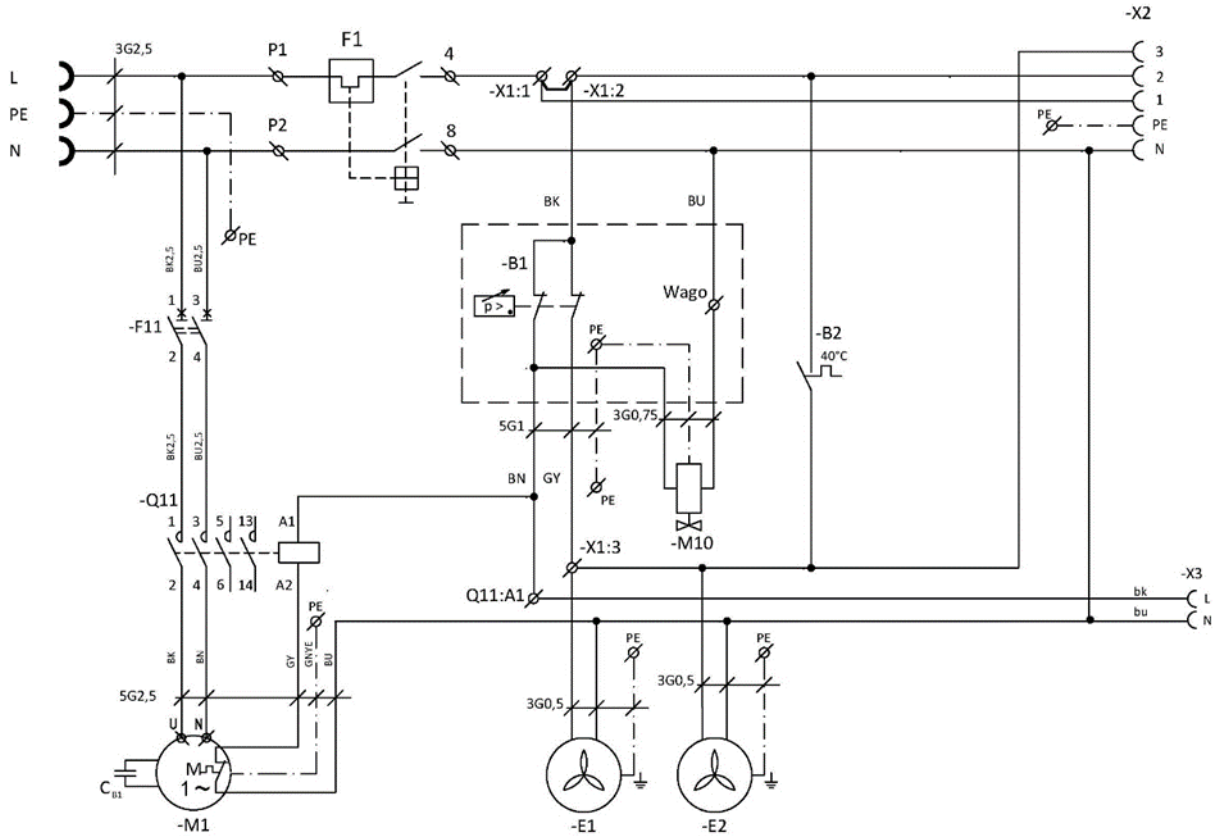 -X2
3G2,5
P1
F1
4
3
L
2
-X1:1
-X1:2
1
PE
PE
PE
P2
8
N
N
BK
BU
PE
BK2,5
BU2,5
-B1
p>
Wago
1
3
-F11
PE
-B2
40°C
2
4
3G0,75
5G1
BK2,5
BU2,5
BN
GY
PE
-Q11
1
3
5
13
A1
-M10
-X1:3
2
4
6
14
A2
-X3
Q11:A1
bk
L
PE
bu
N
BK
BN
GY
GNYE
BU
PE
PE
5G2,5
3G0,5
3G0,5
U
N
M
1~
CB1
-M1
-E1
-E2